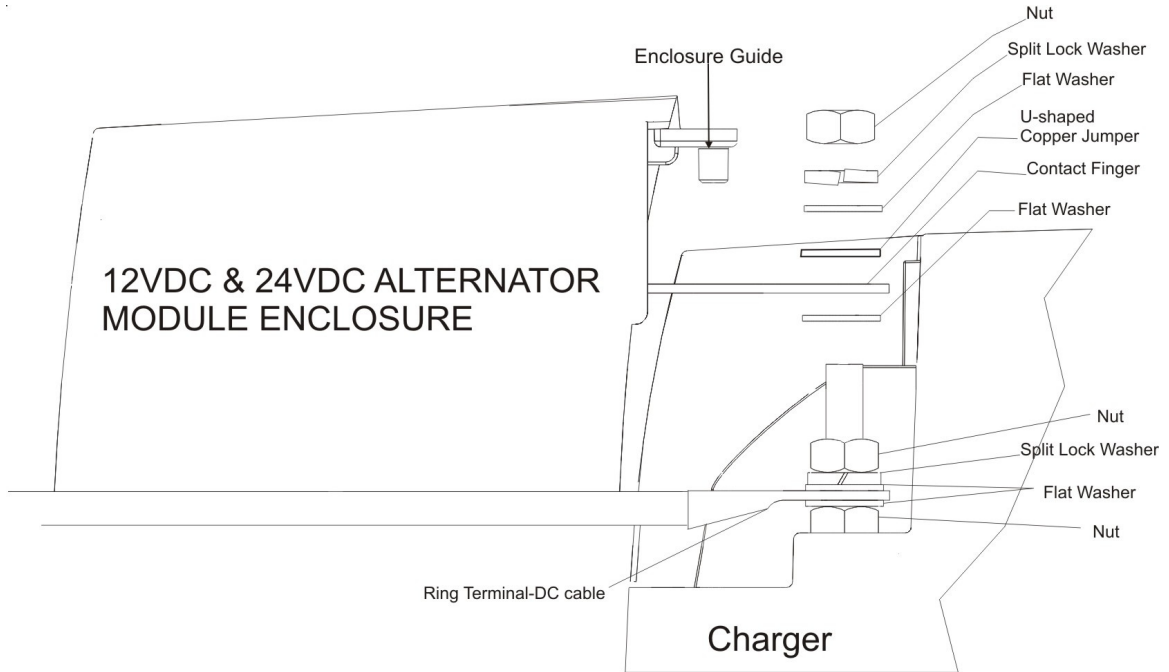 Nut
Enclosure Guide
Split Lock Washer
Flat Washer
U-shaped
Copper Jumper
Contact Finger
Flat Washer
12VDC & 24VDC ALTERNATOR
MODULE ENCLOSURE
Nut
Split Lock Washer
Flat Washer
Nut
Ring Terminal-DC cable
Charger